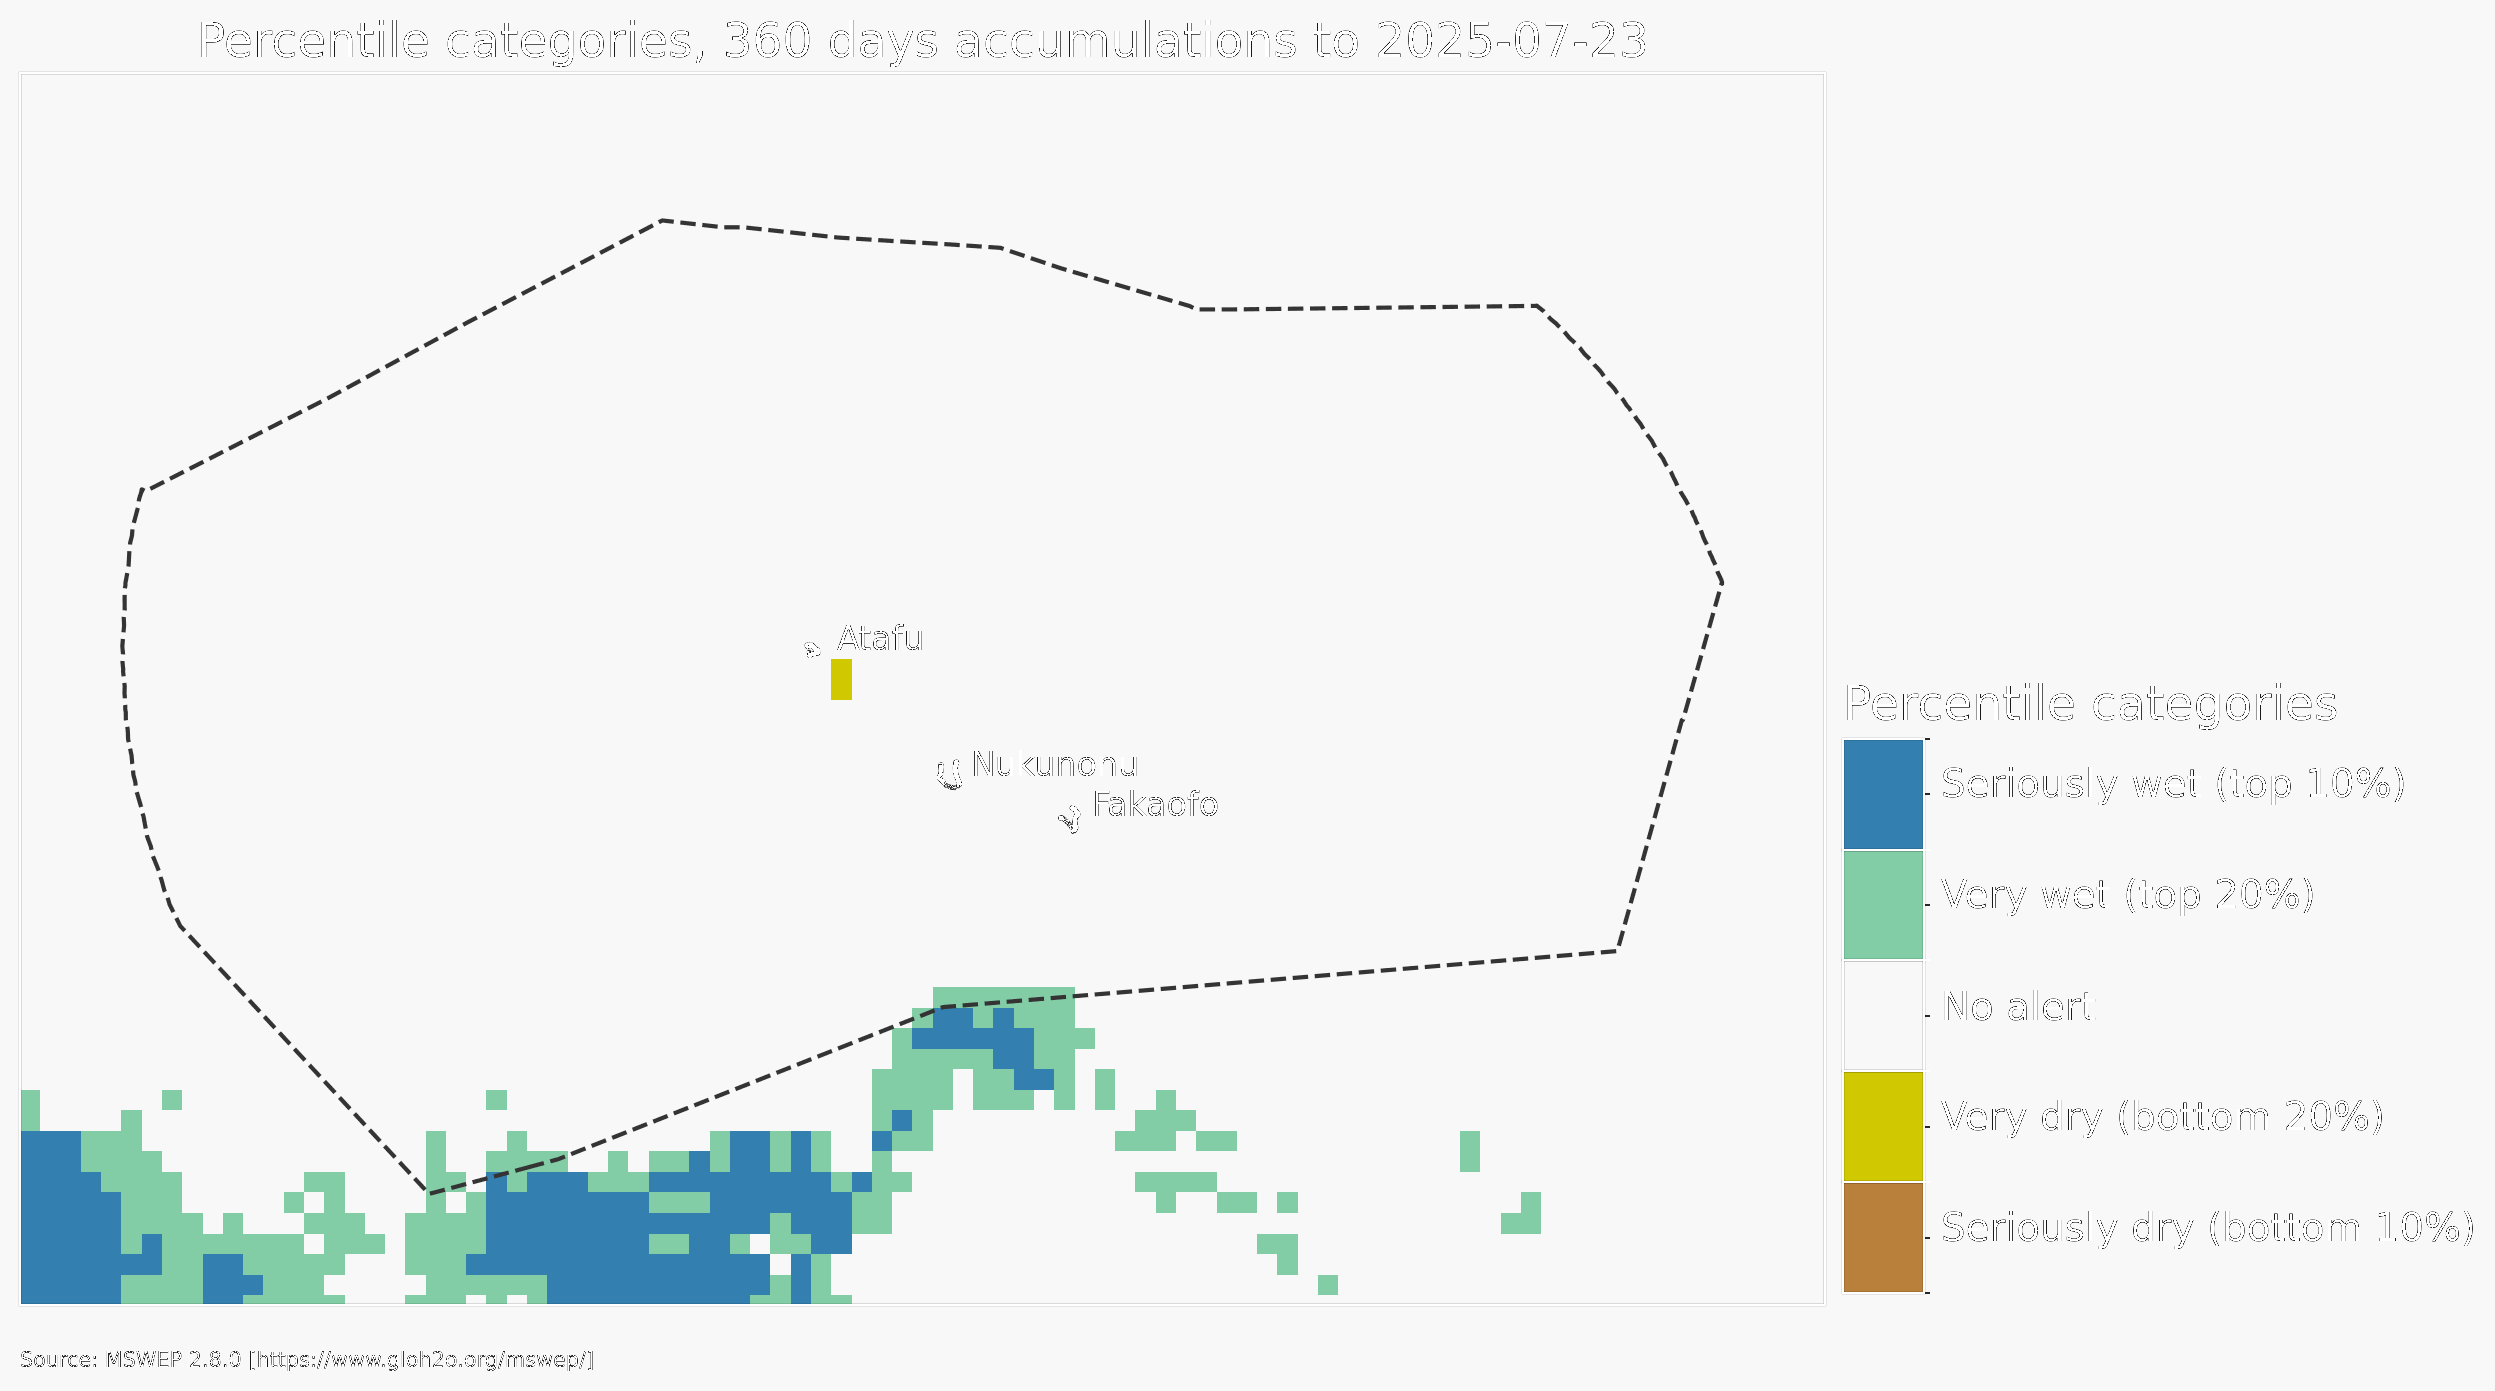 Percentile categories, 360 days accumulations to 2025-07-23
Atafu
Nukunonu
Fakaofo
Percentile categories
Seriously wet (top 10%)
Very wet (top 20%)
No alert
Very dry (bottom 20%)
Seriously dry (bottom 10%)
Source: MSWEP 2.8.0 [https://www.gloh2o.org/mswep/]